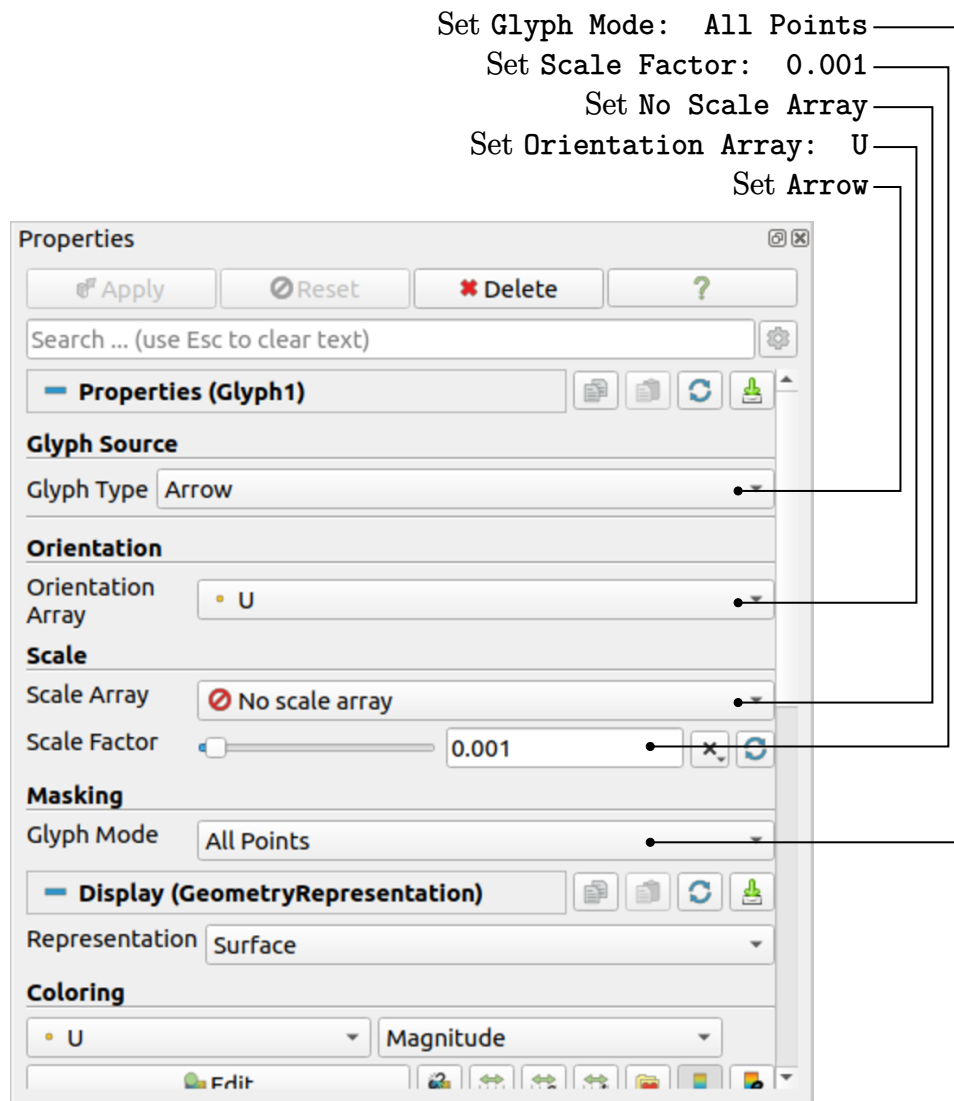 Set Glyph Mode: All Points
Set Scale Factor: 0.001
Set No Scale Array
Set Orientation Array: U
Set Arrow
Properties
Apply Reset Delete ?
Search ... (use Esc to clear text)
Properties (Glyph1)
Glyph Source
Glyph Type Arrow
Orientation
Orientation
Array
U
Scale
Scale Array No scale array
Scale Factor 0.001
Masking
Glyph Mode All Points
Display (GeometryRepresentation)
Representation Surface
Coloring
U Magnitude
Edit